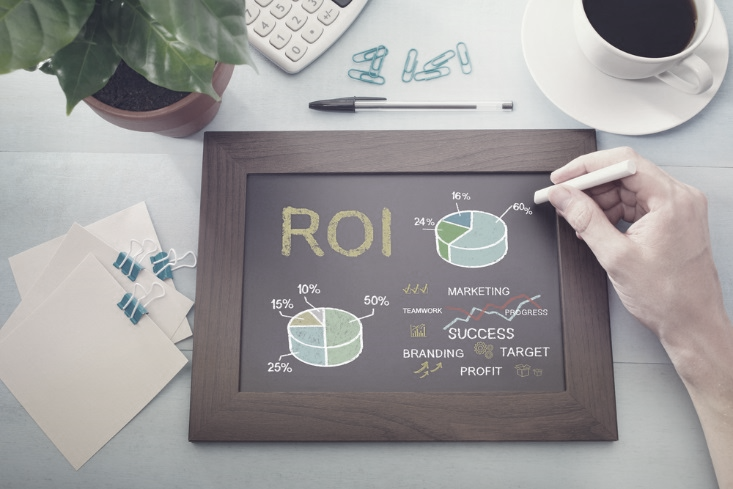 ROI
16%
60%
24%
10%
15%
50%
25%
MARKETING
TEAMWORK
PROGRESS
SUCCESS
BRANDING
TARGET
PROFIT